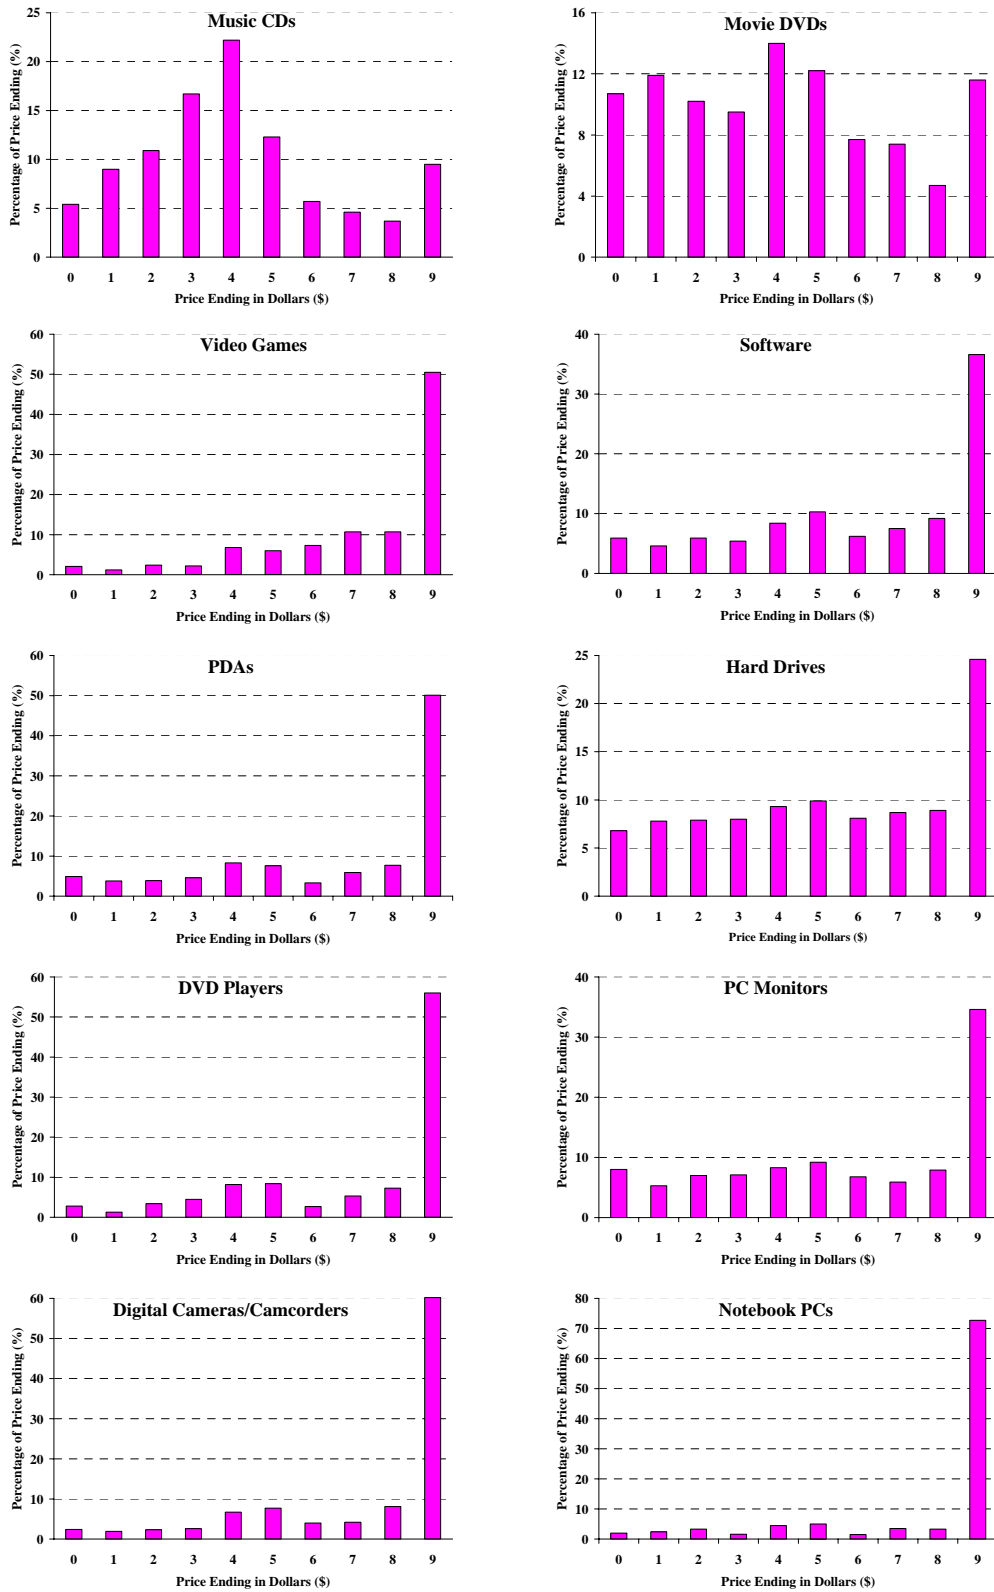 Music CDs
Percentage of Price Ending (%)
25
20
15
10
5
0
0 1 2 3 4 5 6 7 8 9
Price Ending in Dollars ($)
Movie DVDs
Percentage of Price Ending (%)
16
12
8
4
0
0 1 2 3 4 5 6 7 8 9
Price Ending in Dollars ($)
Video Games
Percentage of Price Ending (%)
60
50
40
30
20
10
0
0 1 2 3 4 5 6 7 8 9
Price Ending in Dollars ($)
Software
Percentage of Price Ending (%)
40
30
20
10
0
0 1 2 3 4 5 6 7 8 9
Price Ending in Dollars ($)
PDAs
Percentage of Price Ending (%)
60
50
40
30
20
10
0
0 1 2 3 4 5 6 7 8 9
Price Ending in Dollars ($)
Hard Drives
Percentage of Price Ending (%)
25
20
15
10
5
0
0 1 2 3 4 5 6 7 8 9
Price Ending in Dollars ($)
DVD Players
Percentage of Price Ending (%)
60
50
40
30
20
10
0
0 1 2 3 4 5 6 7 8 9
Price Ending in Dollars ($)
PC Monitors
Percentage of Price Ending (%)
40
30
20
10
0
0 1 2 3 4 5 6 7 8 9
Price Ending in Dollars ($)
Digital Cameras/Camcorders
Percentage of Price Ending (%)
60
50
40
30
20
10
0
0 1 2 3 4 5 6 7 8 9
Price Ending in Dollars ($)
Notebook PCs
Percentage of Price Ending (%)
80
70
60
50
40
30
20
10
0
0 1 2 3 4 5 6 7 8 9
Price Ending in Dollars ($)